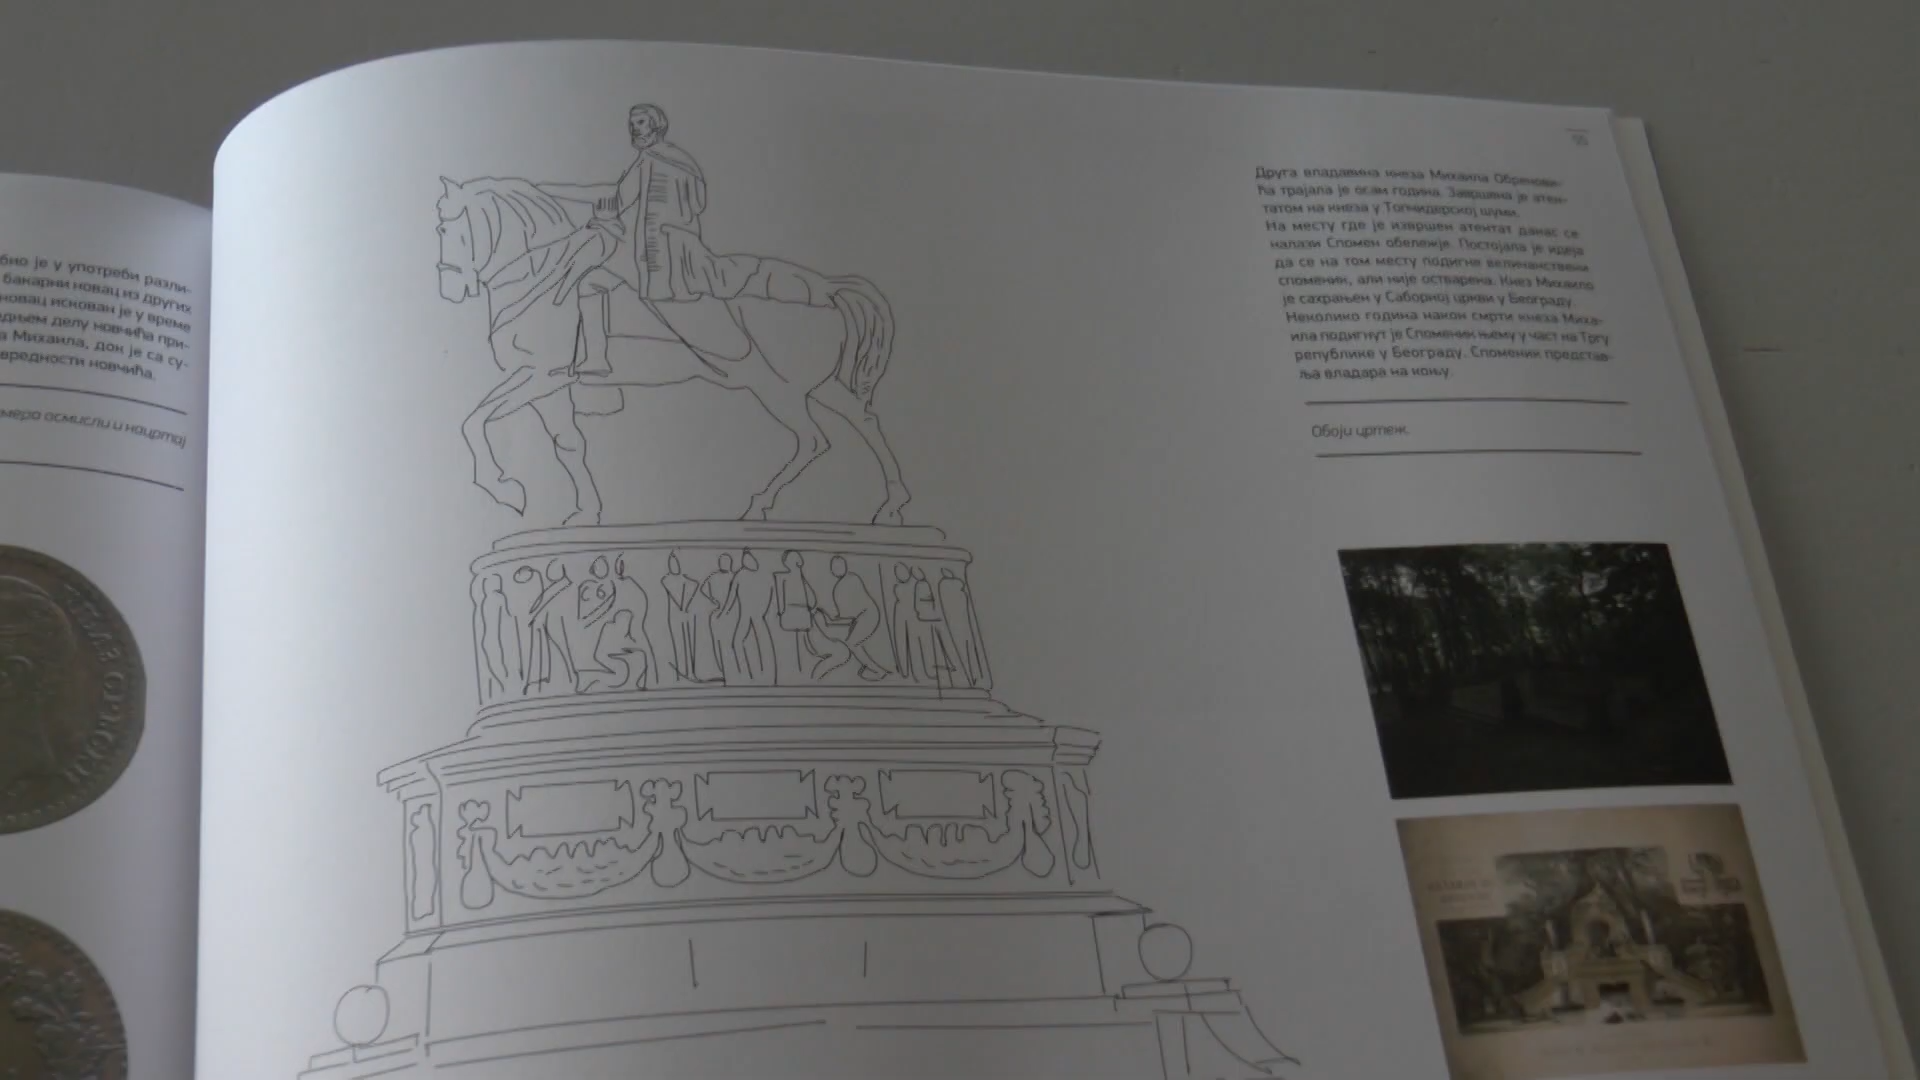 бно је у употреби разли-
бакарни новац из других
новац искован је у време
дњем делу новчића при-
а Михаила, док је са су-
вредности новчића.
мера осмисли и нацртај
Друга владавина кнеза Михаила Обренови-
ћа трајала је осам година. Завршена је атен-
татом на кнеза у Топчидерској шуми.
На месту где је извршен атентат данас се
налази Спомен обележје. Постојала је идеја
да се на том месту подигне величанствени
споменик, али није остварена. Кнез Михаило
је сахрањен у Саборној цркви у Београду.
Неколико година након смрти кнеза Миха-
ила подигнут је Споменик њему у част на Тргу
републике у Београду. Споменик представ-
ља владара на коњу.
Обоји цртеж.